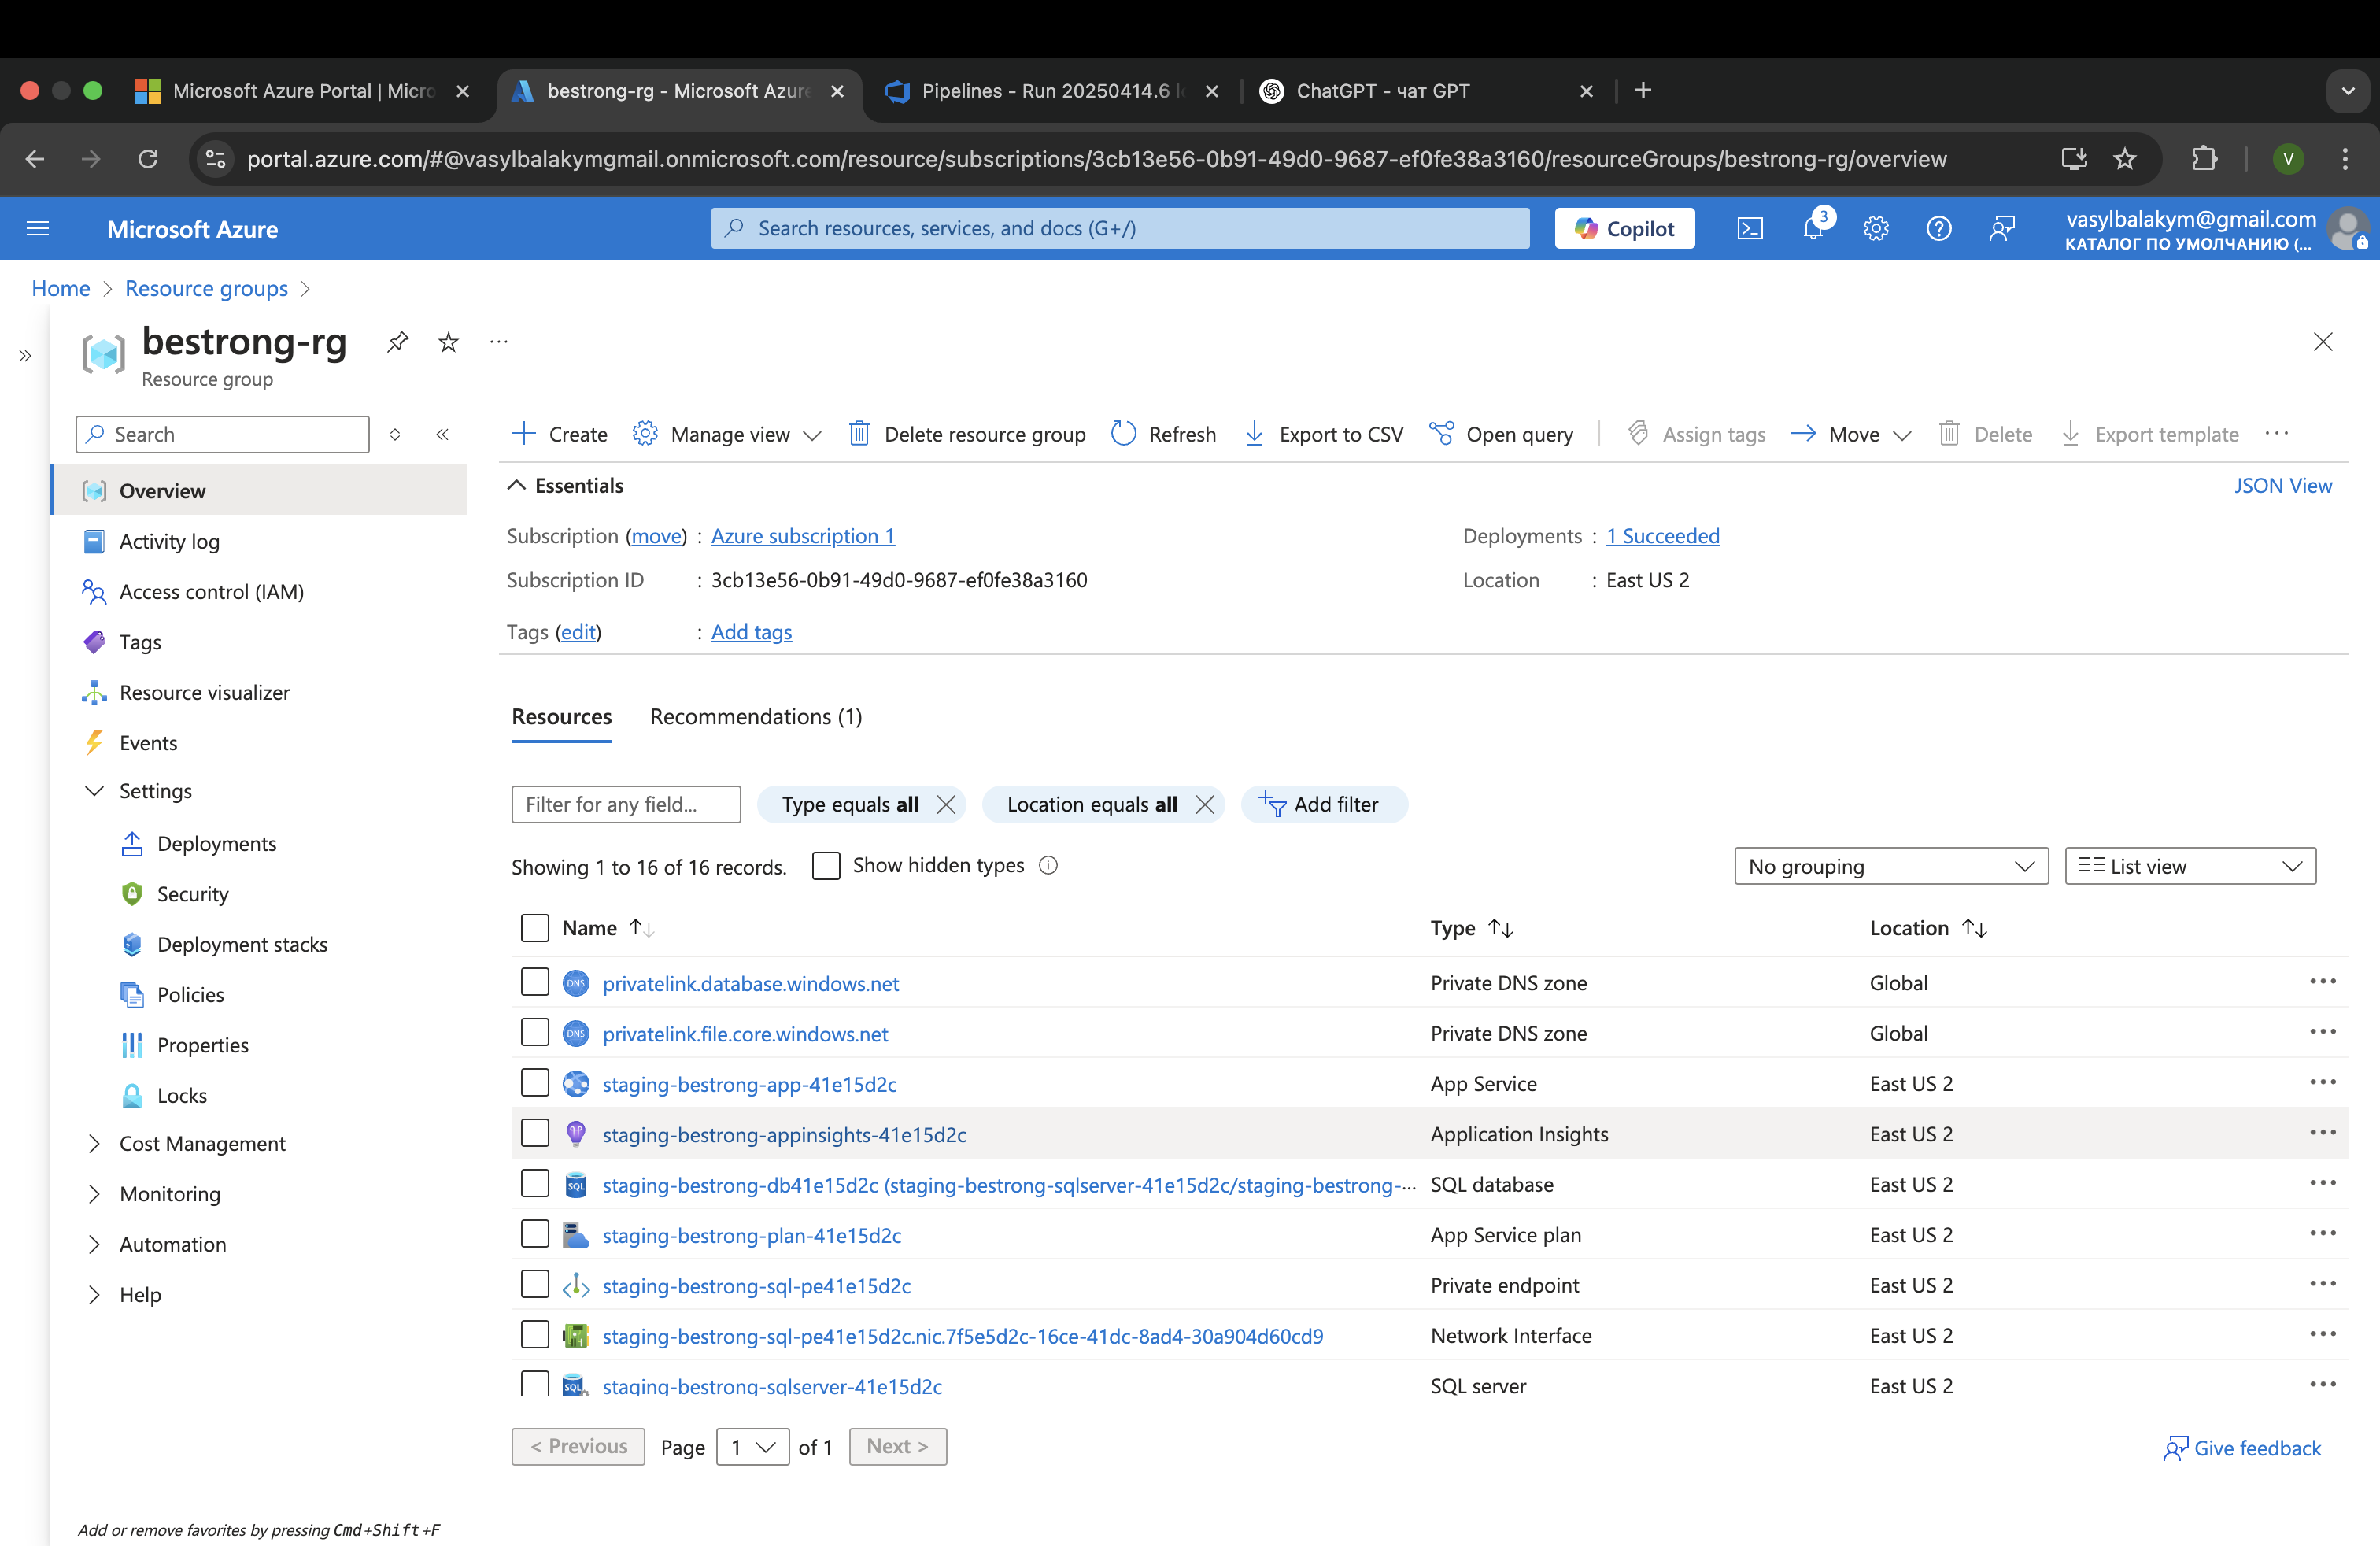 Microsoft Azure Portal | Micro
bestrong-rg - Microsoft Azure
Pipelines - Run 20250414.6
ChatGPT - чат GPT
portal.azure.com/#@vasylbalakymgmail.onmicrosoft.com/resource/subscriptions/3cb13e56-0b91-49d0-9687-ef0fe38a3160/resourceGroups/bestrong-rg/overview
V
Microsoft Azure
Search resources, services, and docs (G+/)
Copilot
3
vasylbalakym@gmail.com
КАТАЛОГ ПО УМОЛЧАНИЮ (...
Home > Resource groups >
bestrong-rg
Resource group
Search
Create
Manage view
Delete resource group
Refresh
Export to CSV
Open query
Assign tags
Move
Delete
Export template
Overview
Activity log
Access control (IAM)
Tags
Resource visualizer
Events
Settings
Deployments
Security
Deployment stacks
Policies
Properties
Locks
Cost Management
Monitoring
Automation
Help
Essentials
JSON View
Subscription (move) : Azure subscription 1
Deployments : 1 Succeeded
Subscription ID : 3cb13e56-0b91-49d0-9687-ef0fe38a3160
Location : East US 2
Tags (edit) : Add tags
Resources
Recommendations (1)
Filter for any field...
Type equals all
Location equals all
Add filter
Showing 1 to 16 of 16 records.
Show hidden types
No grouping
List view
Name Type Location
DNS privatelink.database.windows.net Private DNS zone Global
DNS privatelink.file.core.windows.net Private DNS zone Global
staging-bestrong-app-41e15d2c App Service East US 2
staging-bestrong-appinsights-41e15d2c Application Insights East US 2
SQL staging-bestrong-db41e15d2c (staging-bestrong-sqlserver-41e15d2c/staging-bestrong-... SQL database East US 2
staging-bestrong-plan-41e15d2c App Service plan East US 2
staging-bestrong-sql-pe41e15d2c Private endpoint East US 2
staging-bestrong-sql-pe41e15d2c.nic.7f5e5d2c-16ce-41dc-8ad4-30a904d60cd9 Network Interface East US 2
SQL staging-bestrong-sqlserver-41e15d2c SQL server East US 2
< Previous
Page 1 of 1
Next >
Give feedback
Add or remove favorites by pressing Cmd+Shift+F